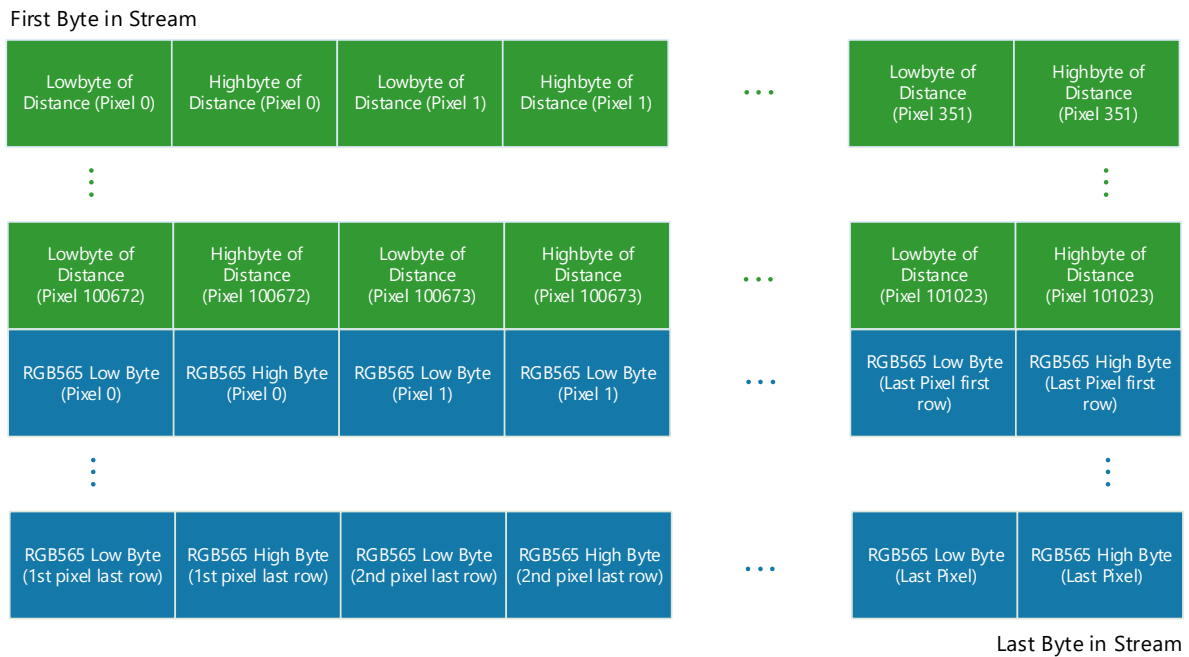 First Byte in Stream
Lowbyte of
Distance (Pixel 0)
Highbyte of
Distance (Pixel 0)
Lowbyte of
Distance (Pixel 1)
Highbyte of
Distance (Pixel 1)
...
Lowbyte of
Distance
(Pixel 351)
Highbyte of
Distance
(Pixel 351)
Lowbyte of
Distance
(Pixel 100672)
Highbyte of
Distance
(Pixel 100672)
Lowbyte of
Distance
(Pixel 100673)
Highbyte of
Distance
(Pixel 100673)
...
Lowbyte of
Distance
(Pixel 101023)
Highbyte of
Distance
(Pixel 101023)
RGB565 Low Byte
(Pixel 0)
RGB565 High Byte
(Pixel 0)
RGB565 Low Byte
(Pixel 1)
RGB565 Low Byte
(Pixel 1)
...
RGB565 Low Byte
(Last Pixel first
row)
RGB565 High Byte
(Last Pixel first
row)
RGB565 Low Byte
(1st pixel last row)
RGB565 High Byte
(1st pixel last row)
RGB565 Low Byte
(2nd pixel last row)
RGB565 High Byte
(2nd pixel last row)
...
RGB565 Low Byte
(Last Pixel)
RGB565 High Byte
(Last Pixel)
Last Byte in Stream